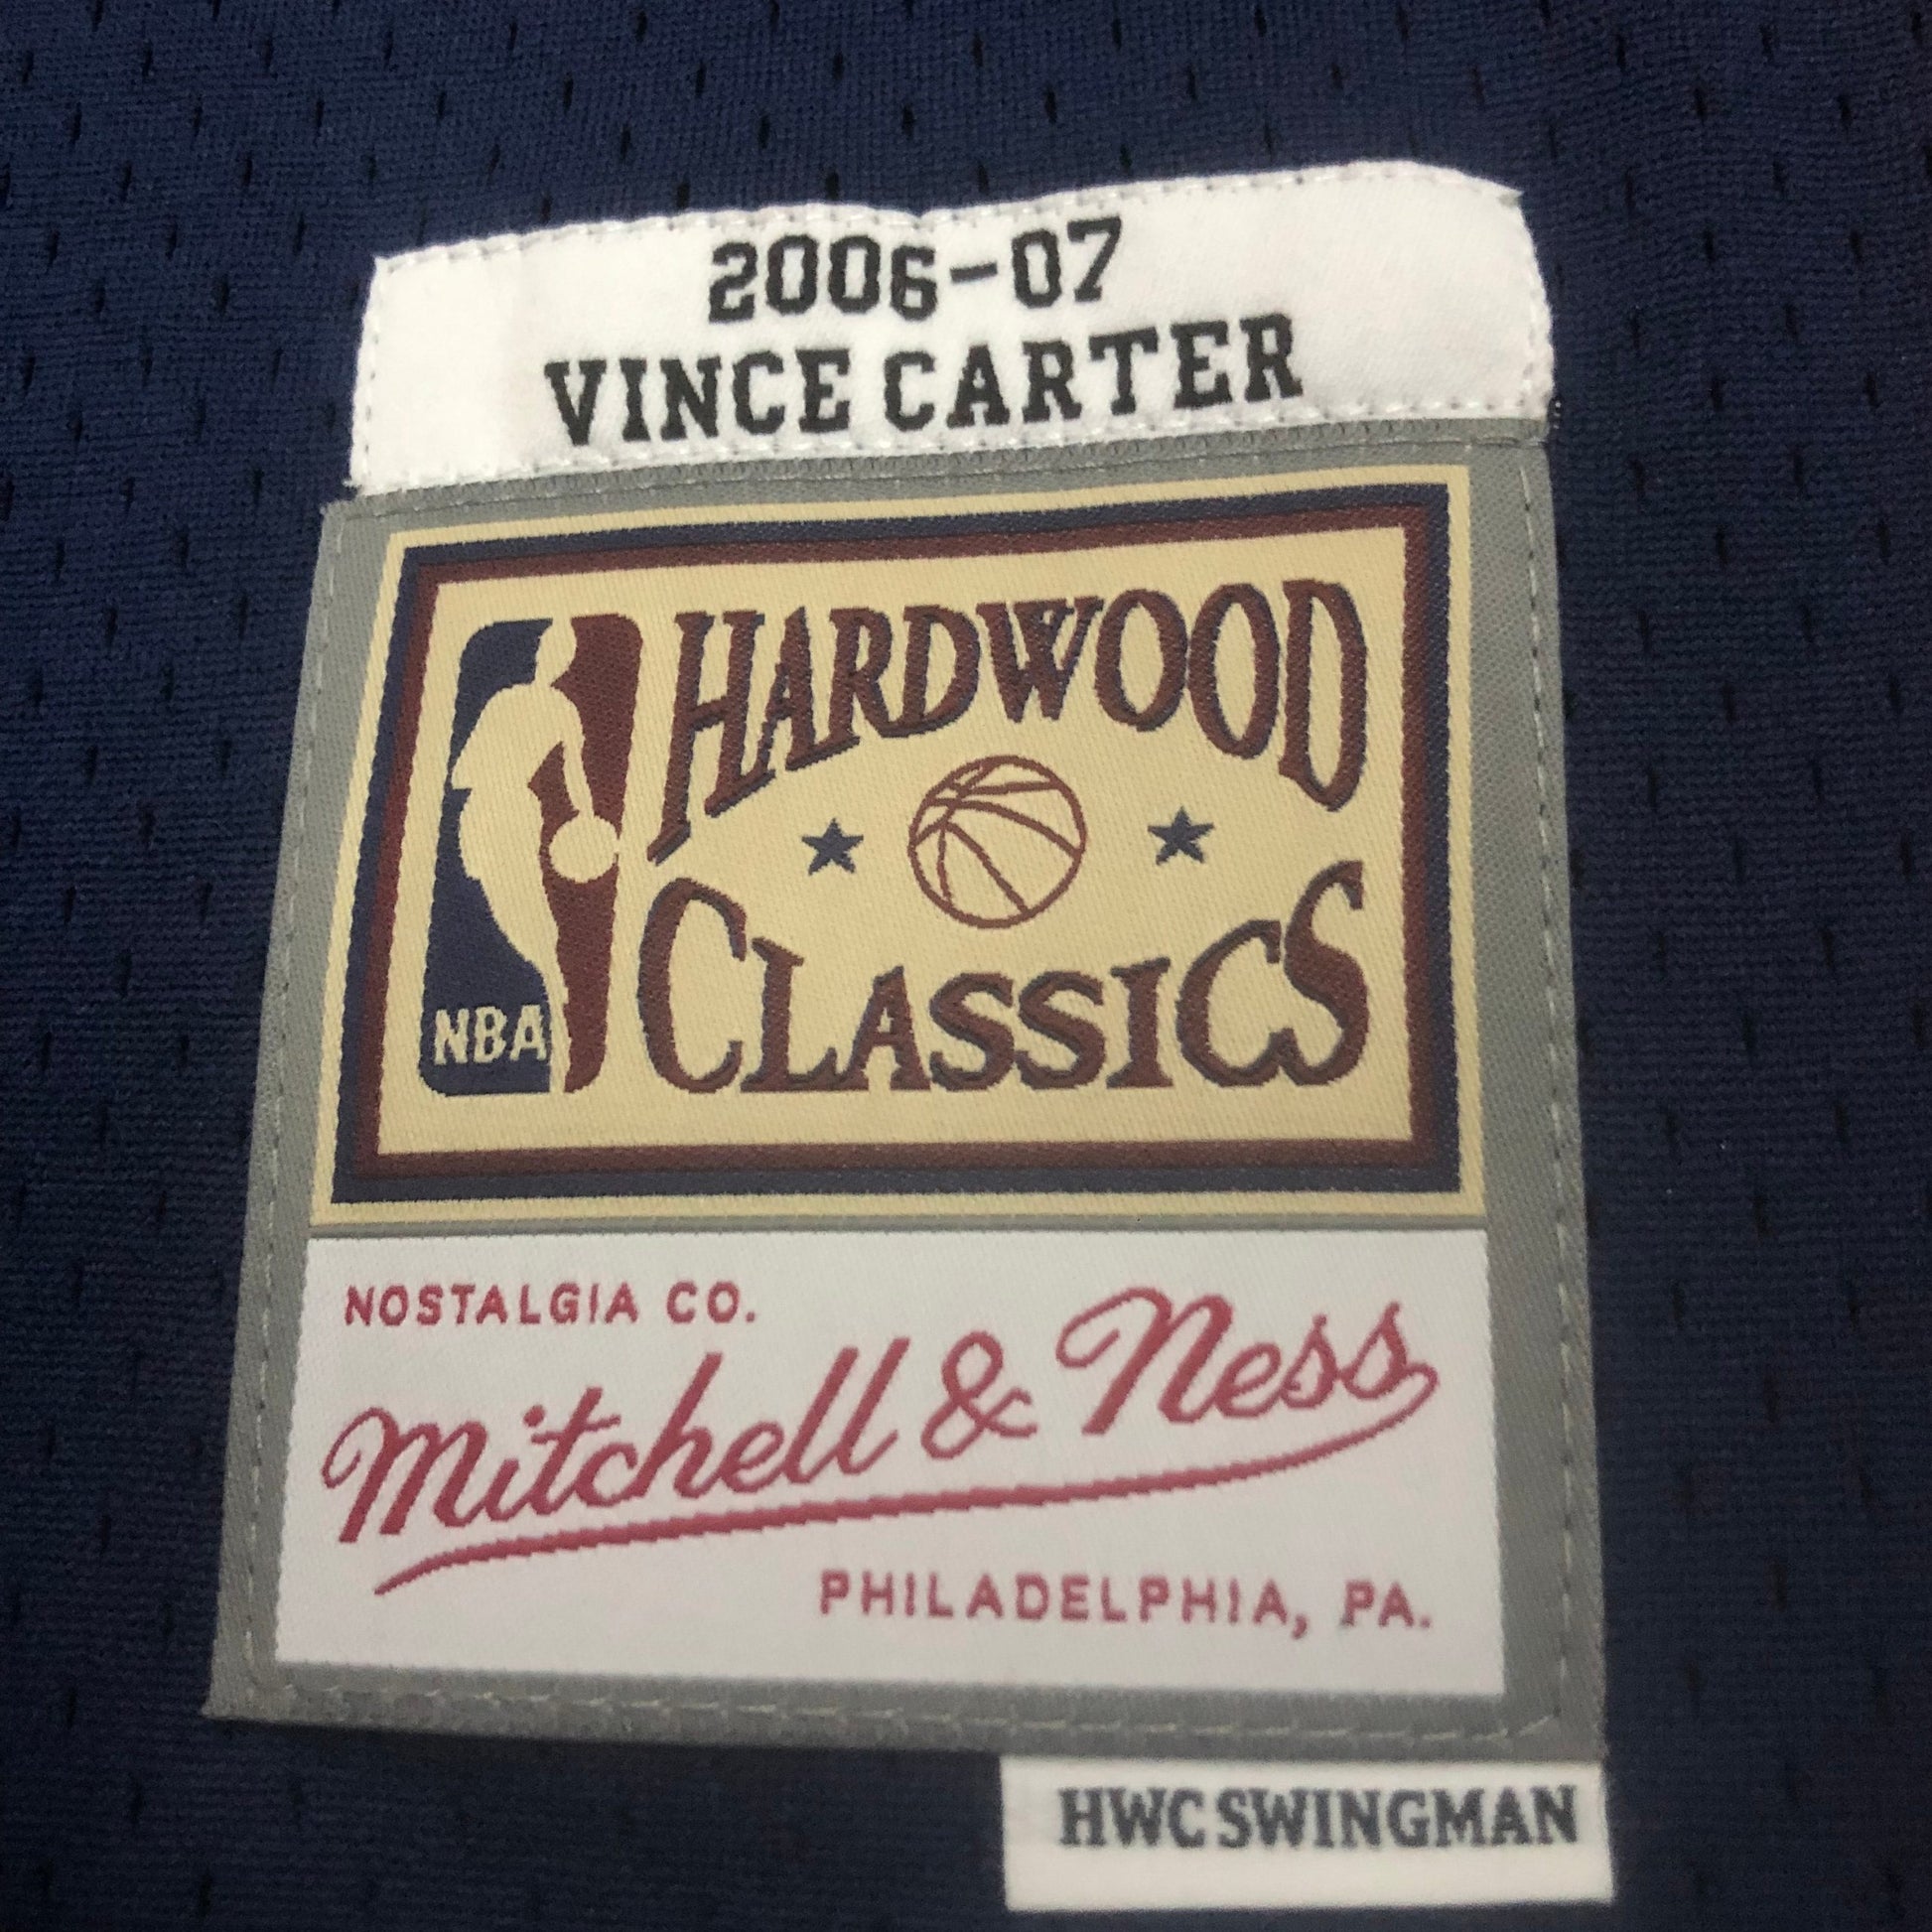 2006-07
VINCE CARTER
HARDWOOD
CLASSICS
NBA
NOSTALGIA CO.
Mitchell & Ness
PHILADELPHIA, PA.
HWC SWINGMAN